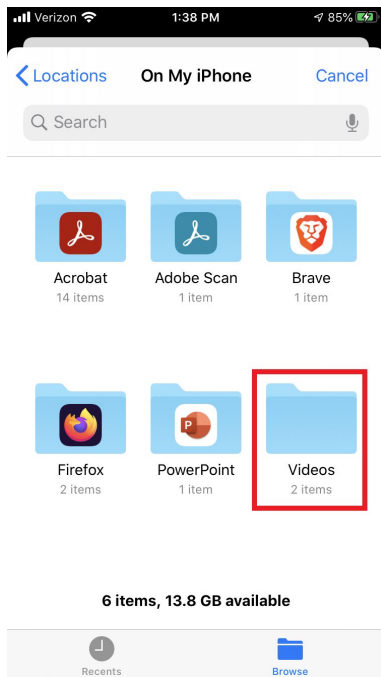 Verizon 1:38 PM 85%
Locations On My iPhone Cancel
Search
Acrobat Adobe Scan Brave
14 items 1 item 1 item
P
Firefox PowerPoint Videos
2 items 1 item 2 items
6 items, 13.8 GB available
Recents Browse